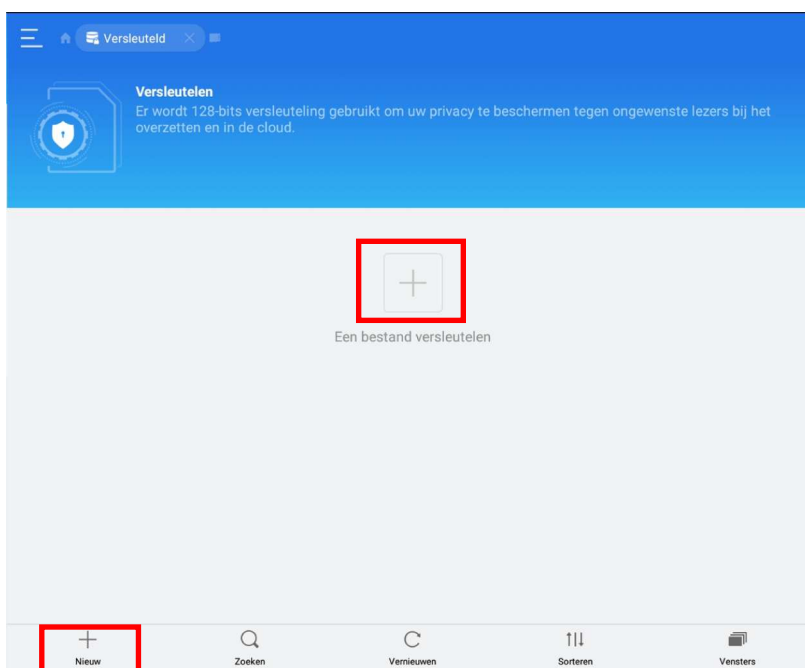 Versleuteld
Versleutelen
Er wordt 128-bits versleuteling gebruikt om uw privacy te beschermen tegen ongewenste lezers bij het
overzetten en in de cloud.
Een bestand versleutelen
Nieuw
Zoeken
Vernieuwen
Sorteren
Vensters